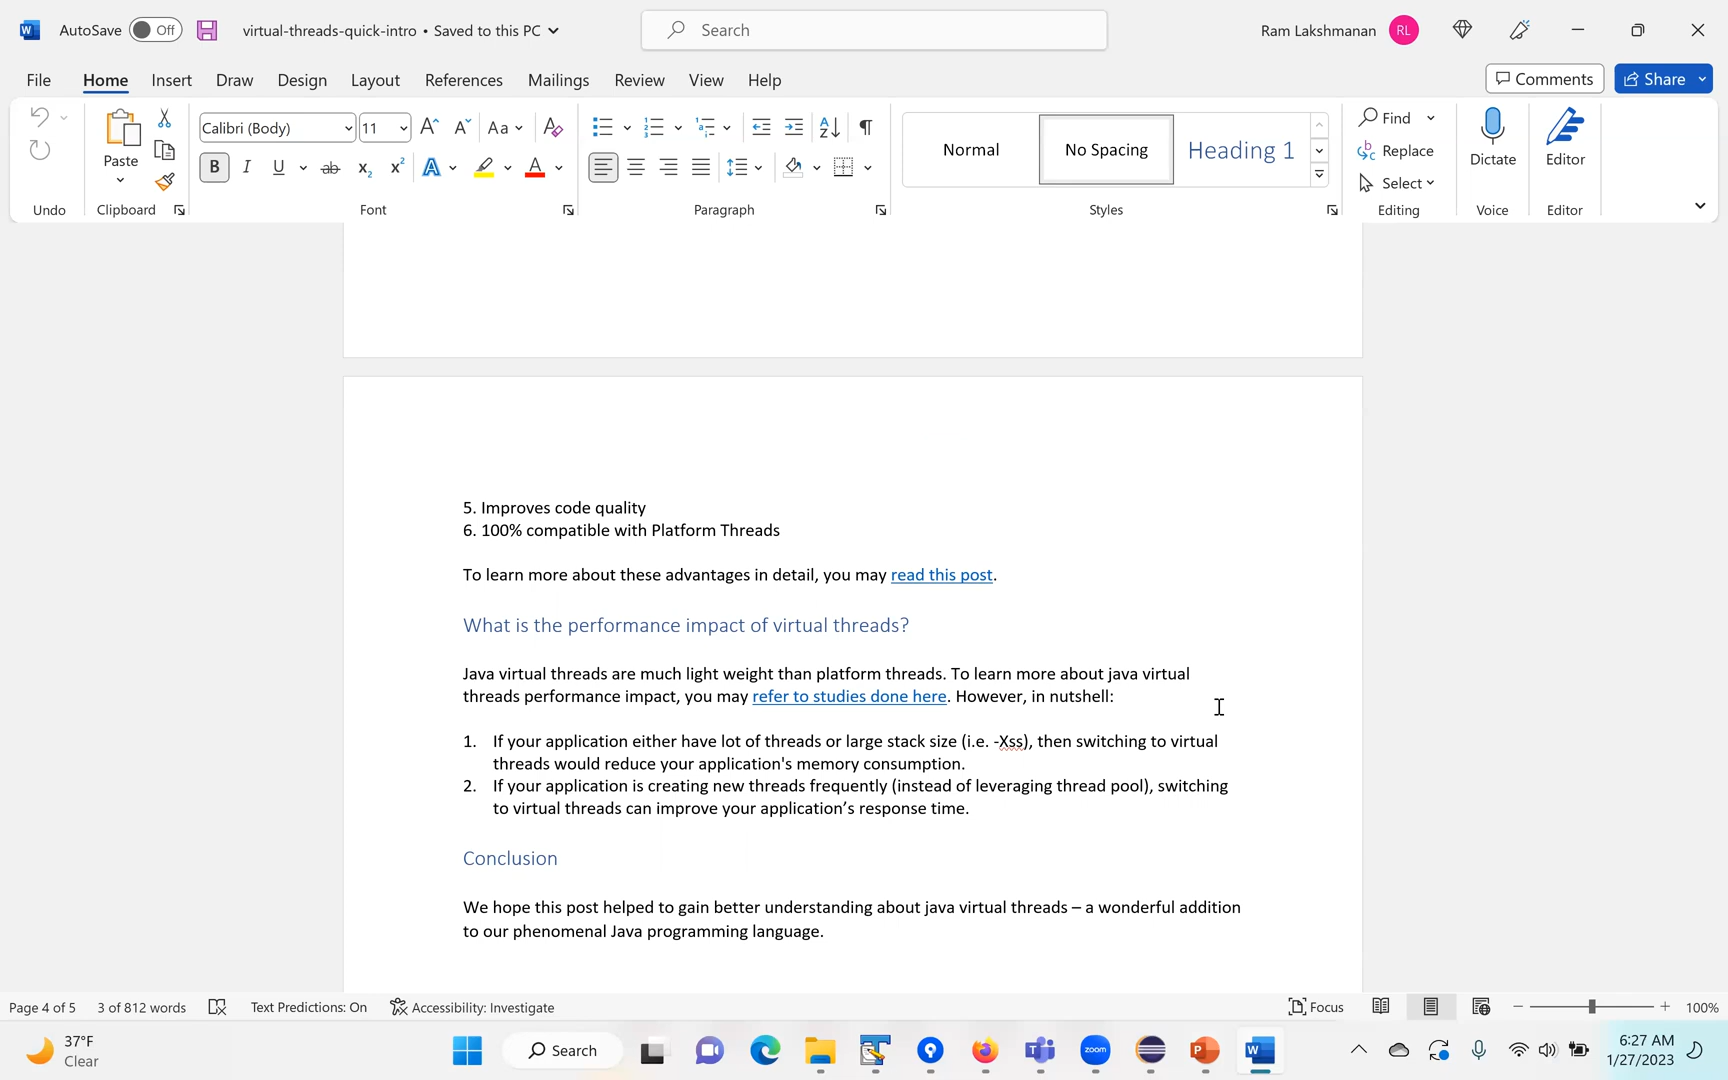 AutoSave Off virtual-threads-quick-intro • Saved to this PC Search Ram Lakshmanan RL
File Home Insert Draw Design Layout References Mailings Review View Help Comments Share
Paste Calibri (Body) 11 Aa Normal No Spacing Heading 1 Find Replace Select Dictate Editor
Undo Clipboard Font Paragraph Styles Editing Voice Editor
5. Improves code quality
6. 100% compatible with Platform Threads
To learn more about these advantages in detail, you may read this post.
What is the performance impact of virtual threads?
Java virtual threads are much light weight than platform threads. To learn more about java virtual
threads performance impact, you may refer to studies done here. However, in nutshell:
1. If your application either have lot of threads or large stack size (i.e. -Xss), then switching to virtual
threads would reduce your application's memory consumption.
2. If your application is creating new threads frequently (instead of leveraging thread pool), switching
to virtual threads can improve your application’s response time.
Conclusion
We hope this post helped to gain better understanding about java virtual threads – a wonderful addition
to our phenomenal Java programming language.
Page 4 of 5 3 of 812 words Text Predictions: On Accessibility: Investigate Focus 100%
37°F
Clear
Search
zoom
6:27 AM
1/27/2023